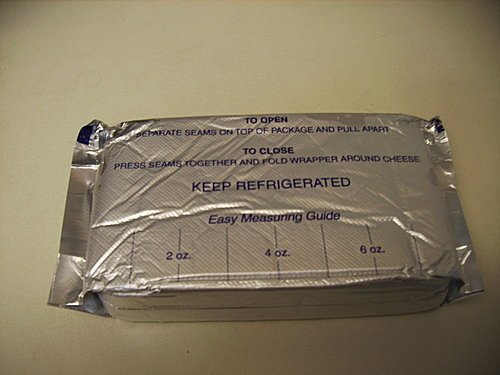 TO OPEN
SEPARATE SEAMS ON TOP OF PACKAGE AND PULL APART
TO CLOSE
PRESS SEAMS TOGETHER AND FOLD WRAPPER AROUND CHEESE
KEEP REFRIGERATED
Easy Measuring Guide
2 oz. 4 oz. 6 oz.